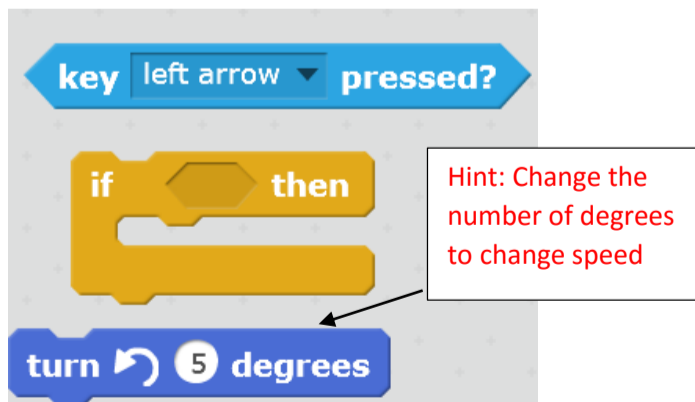 key left arrow pressed?
if then
Hint: Change the
number of degrees
to change speed
turn 5 degrees